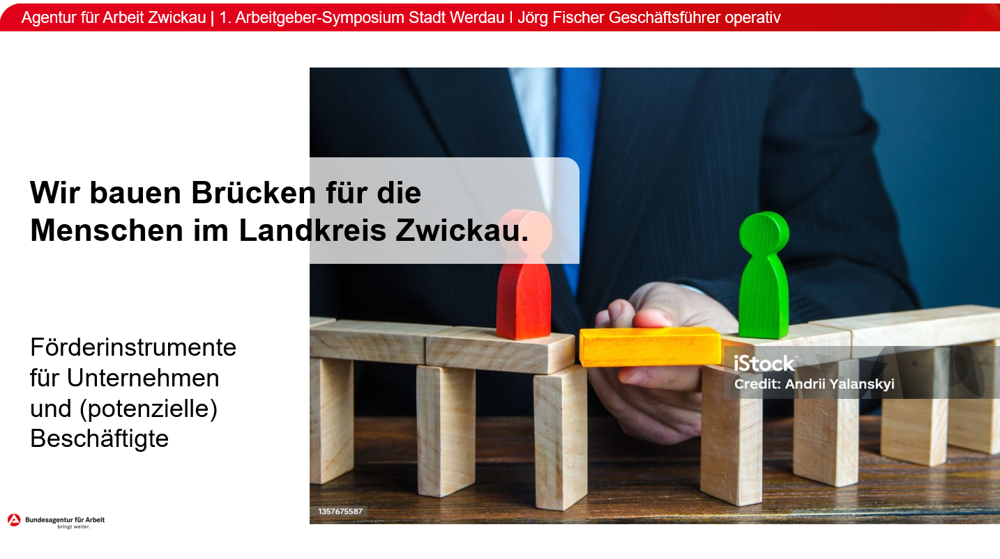 Agentur für Arbeit Zwickau | 1. Arbeitgeber-Symposium Stadt Werdau I Jörg Fischer Geschäftsführer operativ
Wir bauen Brücken für die
Menschen im Landkreis Zwickau.
Förderinstrumente
für Unternehmen
und (potenzielle)
Beschäftigte
iStock™
Credit: Andrii Yalanskyi
1357675587
Bundesagentur für Arbeit
bringt weiter.